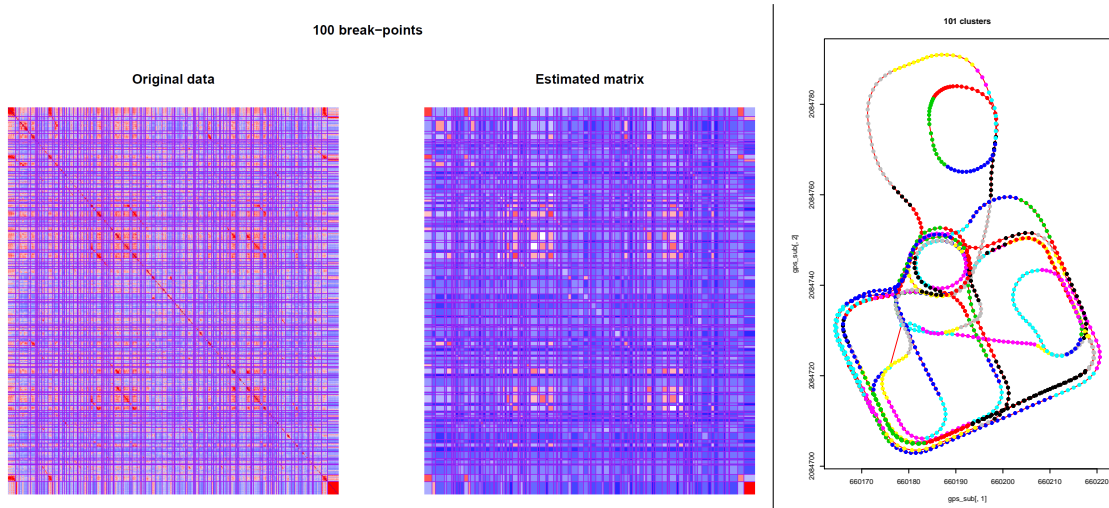 100 break−points
Original data
Estimated matrix
101 clusters
gps_sub[, 2]
2084700
2084720
2084740
2084760
2084780
660170
660180
660190
660200
660210
660220
gps_sub[, 1]